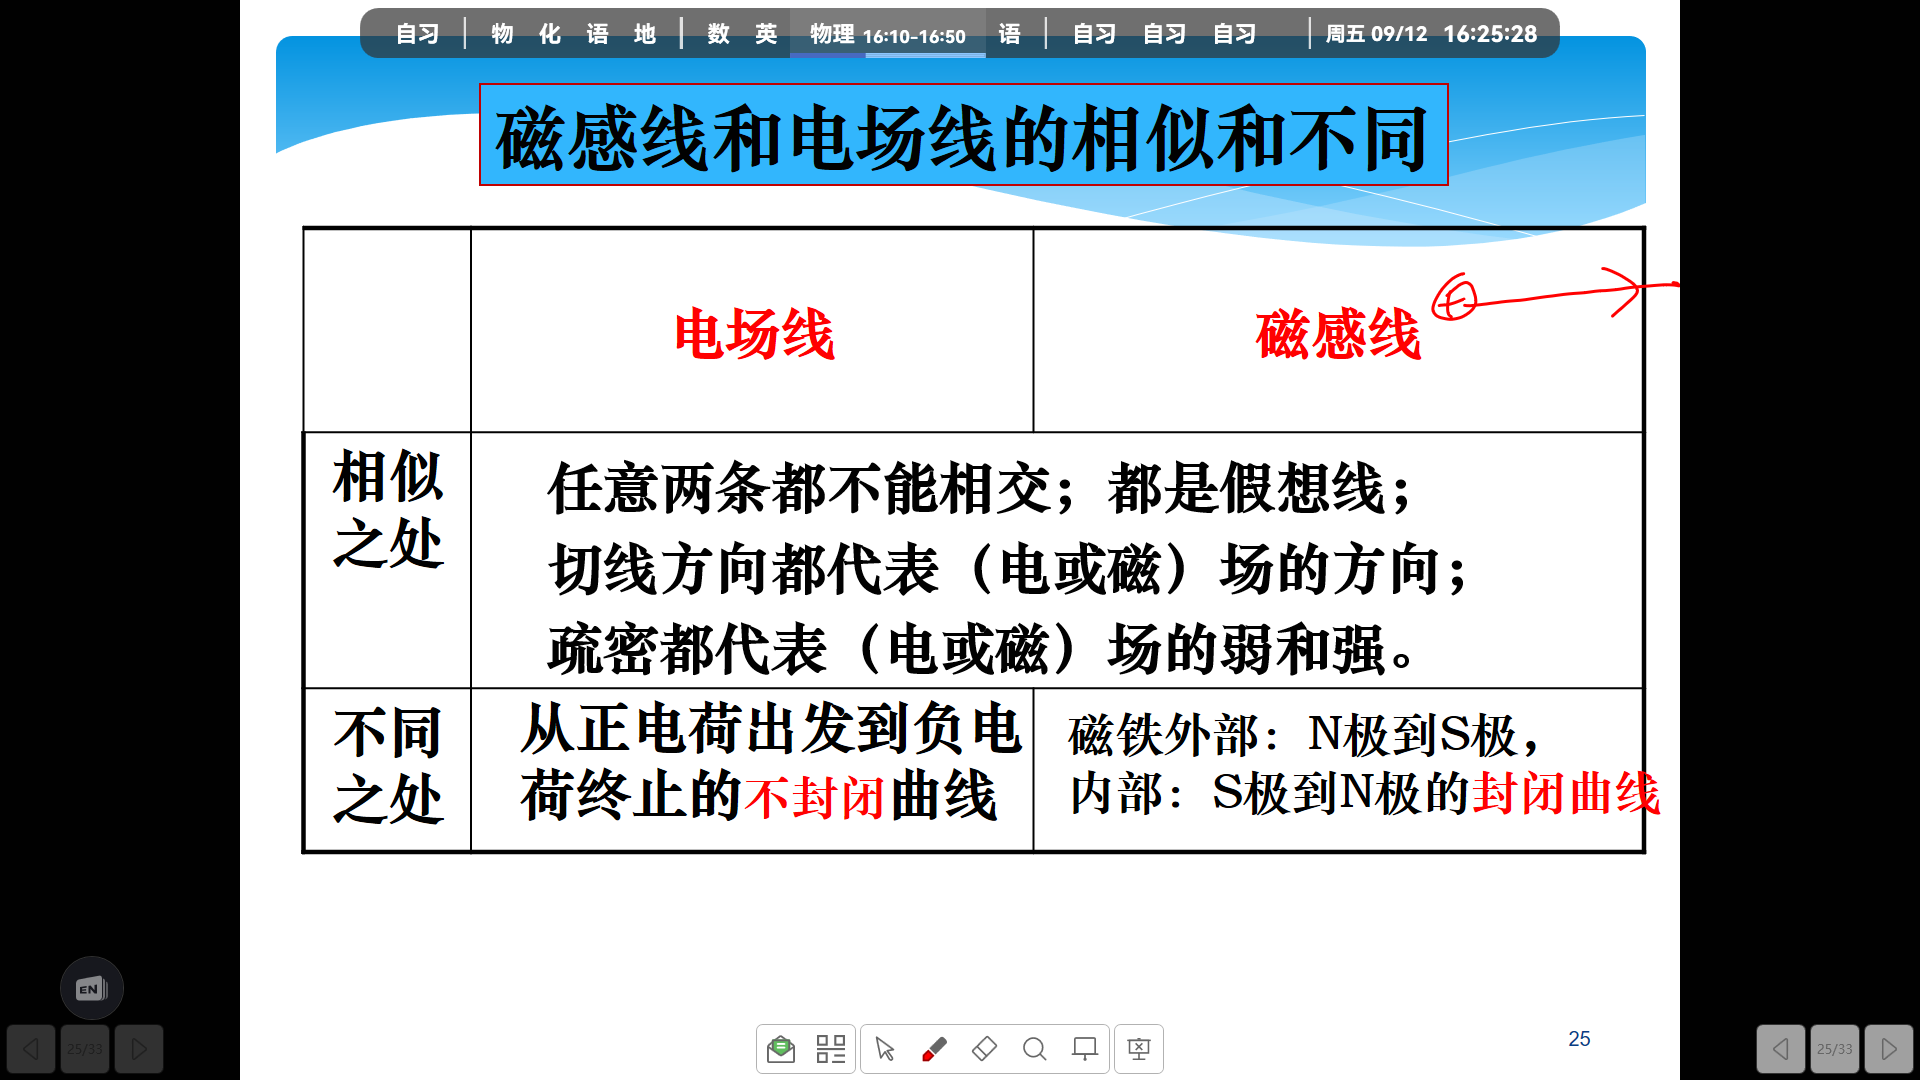 自习 | 物 化 语 地 | 数 英 物理 16:10-16:50 语 | 自习 自习 自习 | 周五 09/12 16:25:28
磁感线和电场线的相似和不同
电场线
磁感线
相似
之处
任意两条都不能相交；都是假想线；
切线方向都代表（电或磁）场的方向；
疏密都代表（电或磁）场的弱和强。
不同
之处
从正电荷出发到负电
荷终止的不封闭曲线
磁铁外部：N极到S极，
内部：S极到N极的封闭曲线
EN
25/33
25
25/33